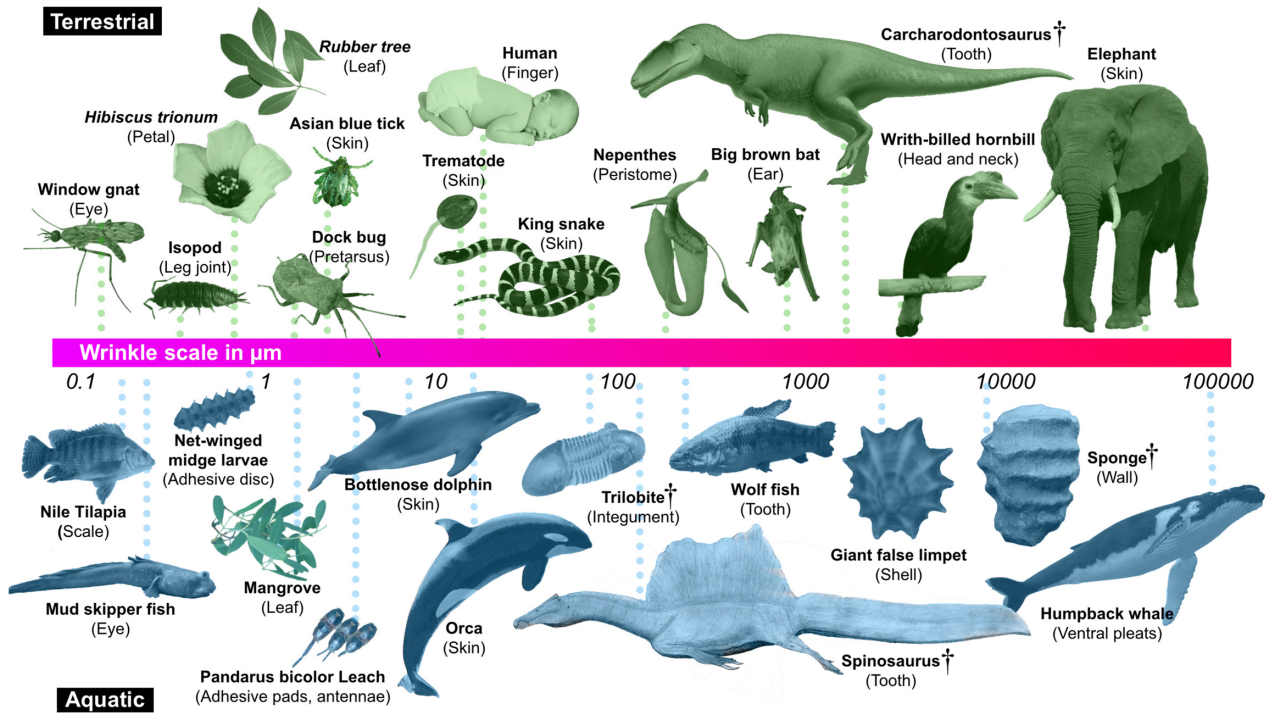 Terrestrial
Rubber tree
(Leaf)
Human
(Finger)
Carcharodontosaurus†
(Tooth)
Elephant
(Skin)
Hibiscus trionum
(Petal)
Asian blue tick
(Skin)
Trematode
(Skin)
Nepenthes
(Peristome)
Big brown bat
(Ear)
Writh-billed hornbill
(Head and neck)
Window gnat
(Eye)
Isopod
(Leg joint)
Dock bug
(Pretarsus)
King snake
(Skin)
Wrinkle scale in µm
0.1 1 10 100 1000 10000 100000
Net-winged
midge larvae
(Adhesive disc)
Nile Tilapia
(Scale)
Bottlenose dolphin
(Skin)
Trilobite†
(Integument)
Wolf fish
(Tooth)
Giant false limpet
(Shell)
Sponge†
(Wall)
Mud skipper fish
(Eye)
Mangrove
(Leaf)
Pandarus bicolor Leach
(Adhesive pads, antennae)
Orca
(Skin)
Spinosaurus†
(Tooth)
Humpback whale
(Ventral pleats)
Aquatic